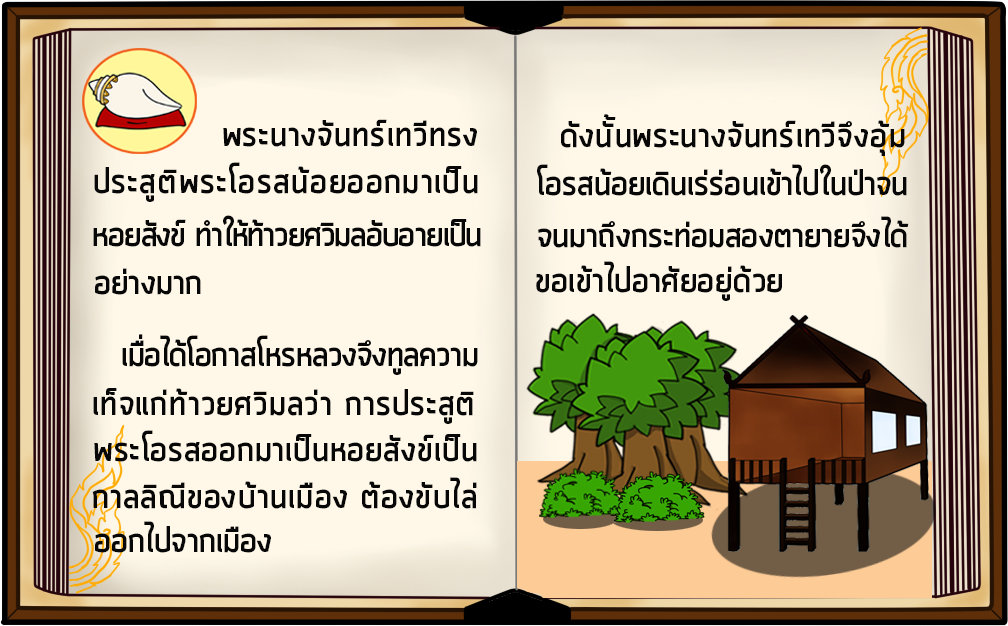 พระนางจันทร์เทวีทรง
ประสูติพระโอรสน้อยออกมาเป็น
หอยสังข์ ทำให้ท้าวยศวิมลอับอายเป็น
อย่างมาก
เมื่อได้โอกาสโหรหลวงจึงทูลความ
เท็จแก่ท้าวยศวิมลว่า การประสูติ
พระโอรสออกมาเป็นหอยสังข์เป็น
กาลลิณีของบ้านเมือง ต้องขับไล่
ออกไปจากเมือง
ดังนั้นพระนางจันทร์เทวีจึงอุ้ม
โอรสน้อยเดินเร่ร่อนเข้าไปในป่าจน
จนมาถึงกระท่อมสองตายายจึงได้
ขอเข้าไปอาศัยอยู่ด้วย